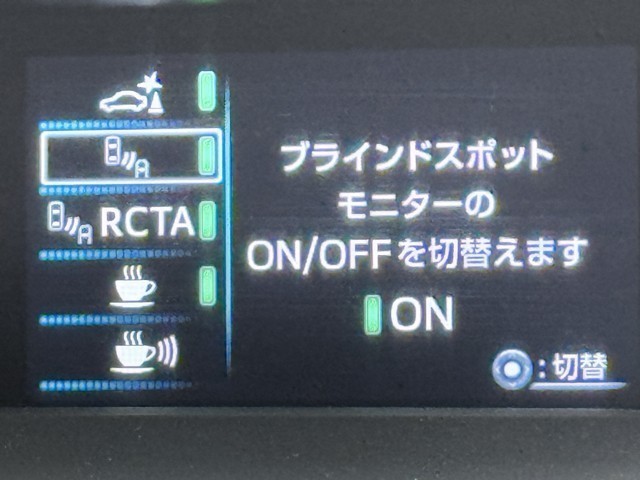 RCTA
ブラインドスポット
モニターの
ON/OFFを切替えます
ON
:切替